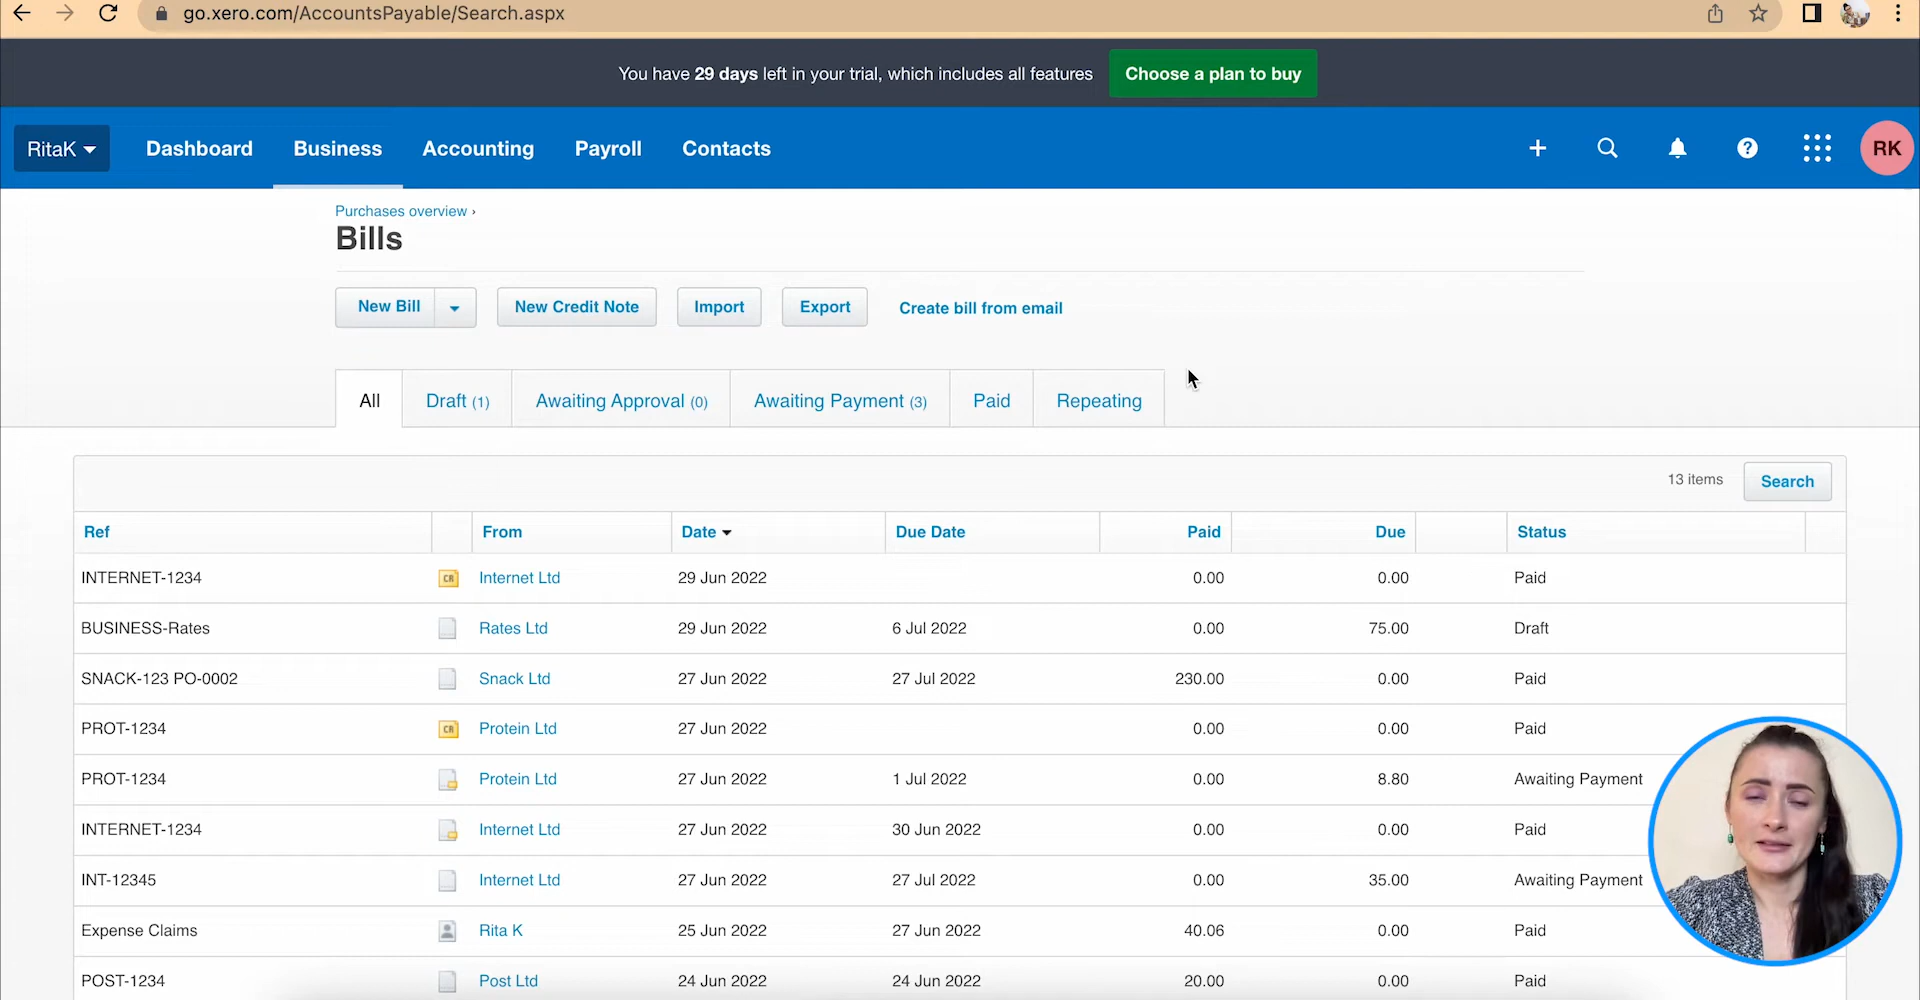 go.xero.com/AccountsPayable/Search.aspx
You have 29 days left in your trial, which includes all features
Choose a plan to buy
RitaK Dashboard Business Accounting Payroll Contacts + ? RK
Purchases overview ›
Bills
New Bill New Credit Note Import Export Create bill from email
All Draft (1) Awaiting Approval (0) Awaiting Payment (3) Paid Repeating
13 items Search
Ref From Date Due Date Paid Due Status
INTERNET-1234 CR Internet Ltd 29 Jun 2022 0.00 0.00 Paid
BUSINESS-Rates Rates Ltd 29 Jun 2022 6 Jul 2022 0.00 75.00 Draft
SNACK-123 PO-0002 Snack Ltd 27 Jun 2022 27 Jul 2022 230.00 0.00 Paid
PROT-1234 CR Protein Ltd 27 Jun 2022 0.00 0.00 Paid
PROT-1234 Protein Ltd 27 Jun 2022 1 Jul 2022 0.00 8.80 Awaiting Payment
INTERNET-1234 Internet Ltd 27 Jun 2022 30 Jun 2022 0.00 0.00 Paid
INT-12345 Internet Ltd 27 Jun 2022 27 Jul 2022 0.00 35.00 Awaiting Payment
Expense Claims Rita K 25 Jun 2022 27 Jun 2022 40.06 0.00 Paid
POST-1234 Post Ltd 24 Jun 2022 24 Jun 2022 20.00 0.00 Paid